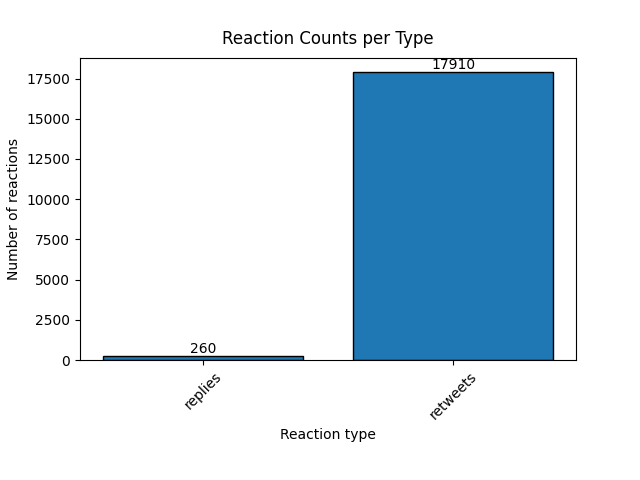 Reaction Counts per Type
Number of reactions
17500
15000
12500
10000
7500
5000
2500
0
260
17910
replies
retweets
Reaction type